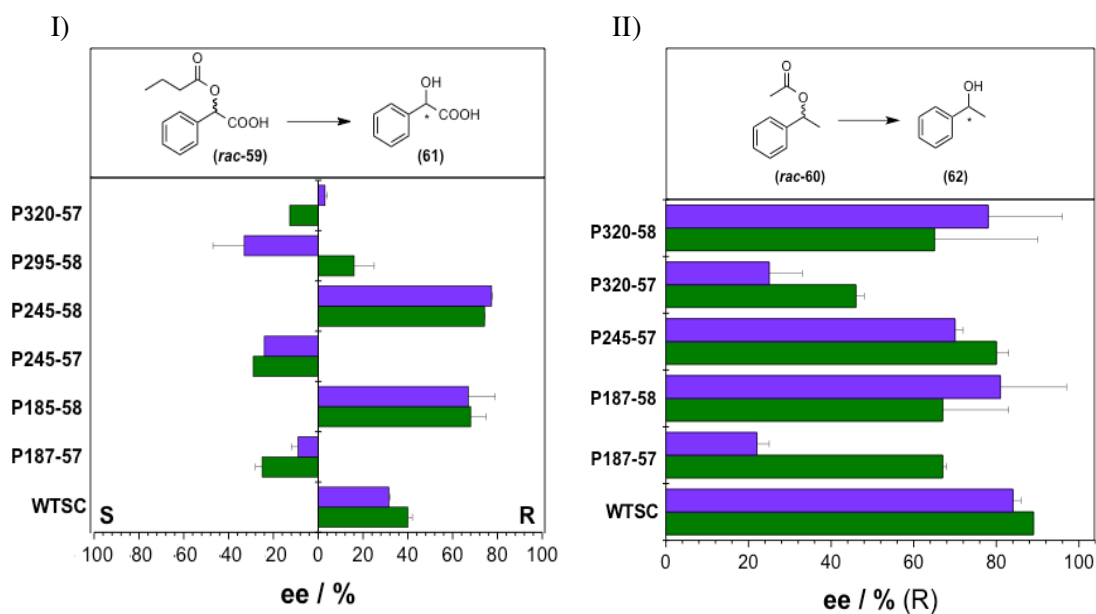 I)
II)
O
O
COOH
(rac-59)
OH
COOH
*
(61)
O
O
(rac-60)
OH
*
(62)
P320-57
P295-58
P245-58
P245-57
P185-58
P187-57
WTSC
S
R
100 80 60 40 20 0 20 40 60 80 100
ee / %
P320-58
P320-57
P245-57
P187-58
P187-57
WTSC
0 20 40 60 80 100
ee / % (R)